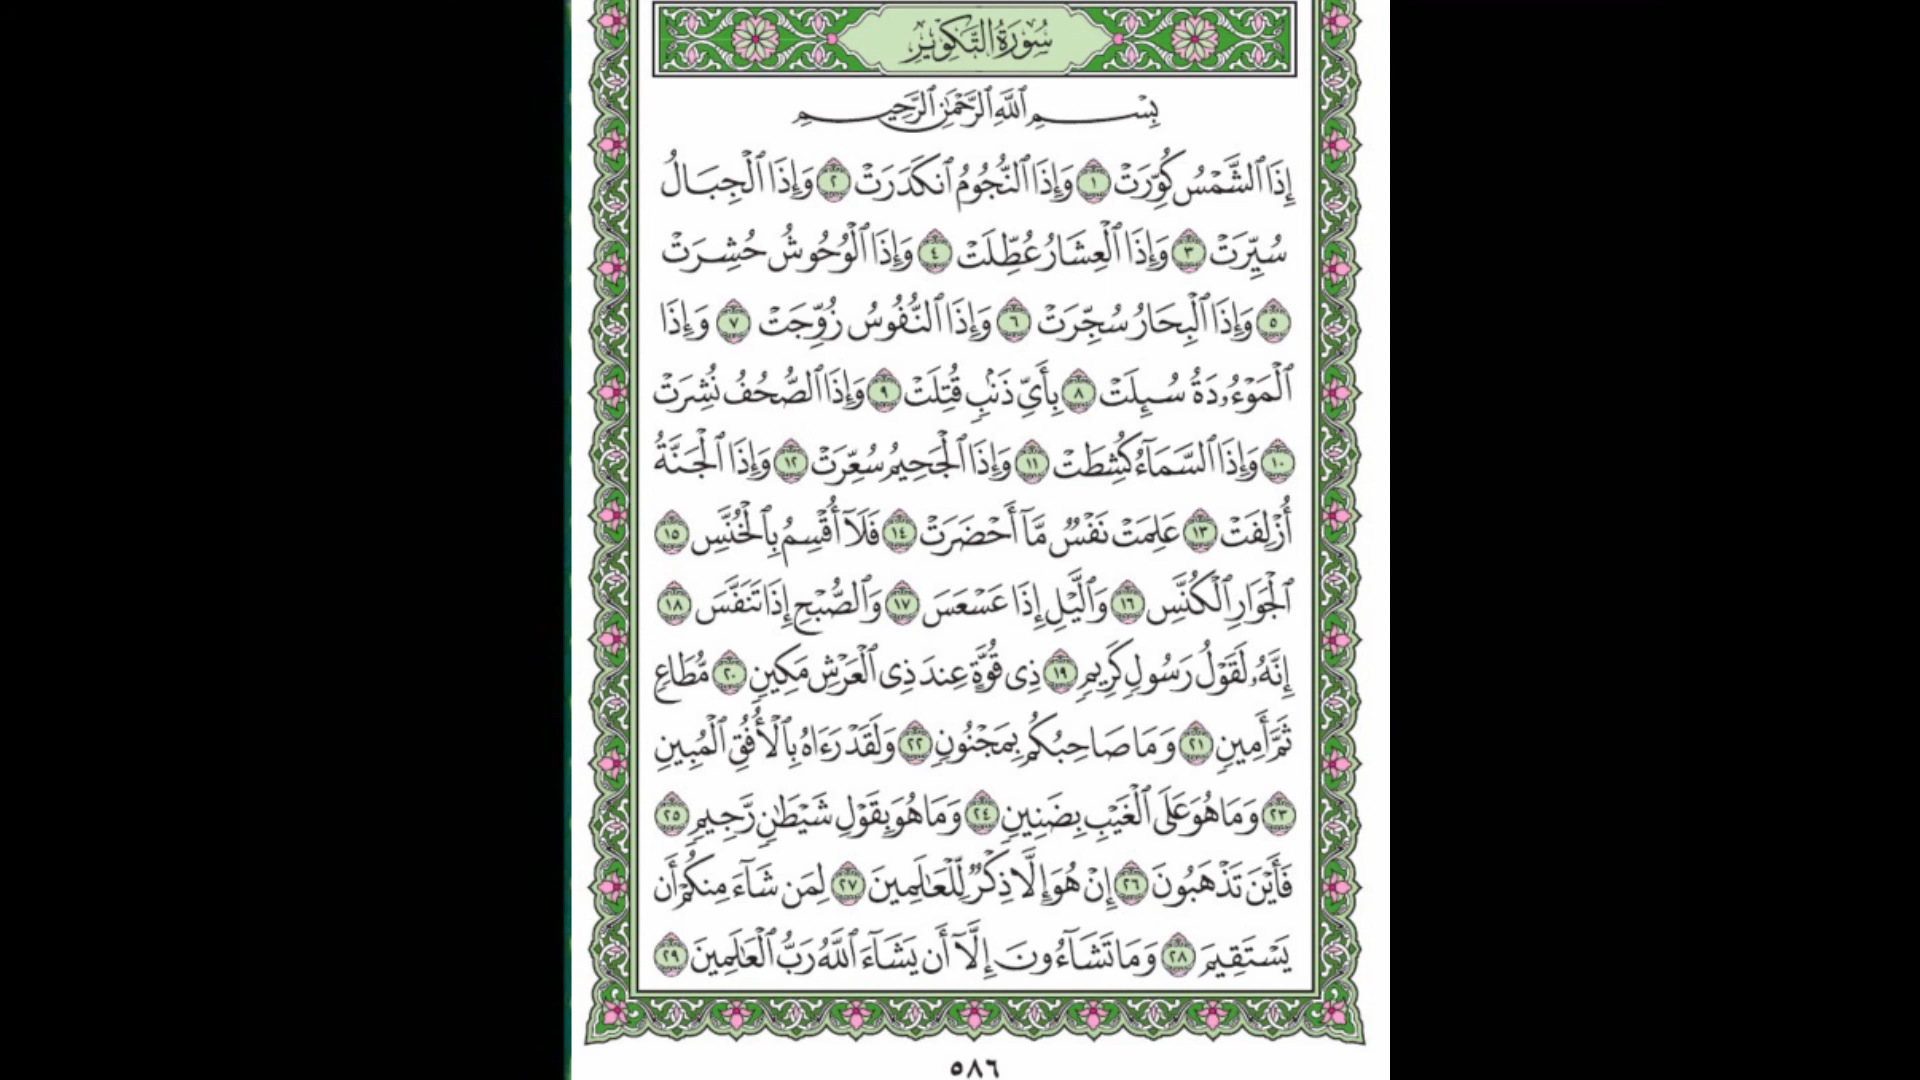 سُورَةُ التَّكْوِيرِ
بِسْمِ ٱللَّهِ ٱلرَّحْمَٰنِ ٱلرَّحِيمِ
إِذَا ٱلشَّمْسُ كُوِّرَتْ ١ وَإِذَا ٱلنُّجُومُ ٱنكَدَرَتْ ٢ وَإِذَا ٱلْجِبَالُ
سُيِّرَتْ ٣ وَإِذَا ٱلْعِشَارُ عُطِّلَتْ ٤ وَإِذَا ٱلْوُحُوشُ حُشِرَتْ
٥ وَإِذَا ٱلْبِحَارُ سُجِّرَتْ ٦ وَإِذَا ٱلنُّفُوسُ زُوِّجَتْ ٧ وَإِذَا
ٱلْمَوْءُۥدَةُ سُئِلَتْ ٨ بِأَىِّ ذَنۢبٍ قُتِلَتْ ٩ وَإِذَا ٱلصُّحُفُ نُشِرَتْ
١٠ وَإِذَا ٱلسَّمَآءُ كُشِطَتْ ١١ وَإِذَا ٱلْجَحِيمُ سُعِّرَتْ ١٢ وَإِذَا ٱلْجَنَّةُ
أُزْلِفَتْ ١٣ عَلِمَتْ نَفْسٌ مَّآ أَحْضَرَتْ ١٤ فَلَآ أُقْسِمُ بِٱلْخُنَّسِ ١٥
ٱلْجَوَارِ ٱلْكُنَّسِ ١٦ وَٱلَّيْلِ إِذَا عَسْعَسَ ١٧ وَٱلصُّبْحِ إِذَا تَنَفَّسَ ١٨
إِنَّهُۥ لَقَوْلُ رَسُولٍ كَرِيمٍ ١٩ ذِى قُوَّةٍ عِندَ ذِى ٱلْعَرْشِ مَكِينٍ ٢٠ مُّطَاعٍ
ثَمَّ أَمِينٍ ٢١ وَمَا صَاحِبُكُم بِمَجْنُونٍ ٢٢ وَلَقَدْ رَءَاهُ بِٱلْأُفُقِ ٱلْمُبِينِ
٢٣ وَمَا هُوَ عَلَى ٱلْغَيْبِ بِضَنِينٍ ٢٤ وَمَا هُوَ بِقَوْلِ شَيْطَٰنٍ رَّجِيمٍ ٢٥
فَأَيْنَ تَذْهَبُونَ ٢٦ إِنْ هُوَ إِلَّا ذِكْرٌ لِّلْعَٰلَمِينَ ٢٧ لِمَن شَآءَ مِنكُمْ أَن
يَسْتَقِيمَ ٢٨ وَمَا تَشَآءُونَ إِلَّآ أَن يَشَآءَ ٱللَّهُ رَبُّ ٱلْعَٰلَمِينَ ٢٩
٥٨٦